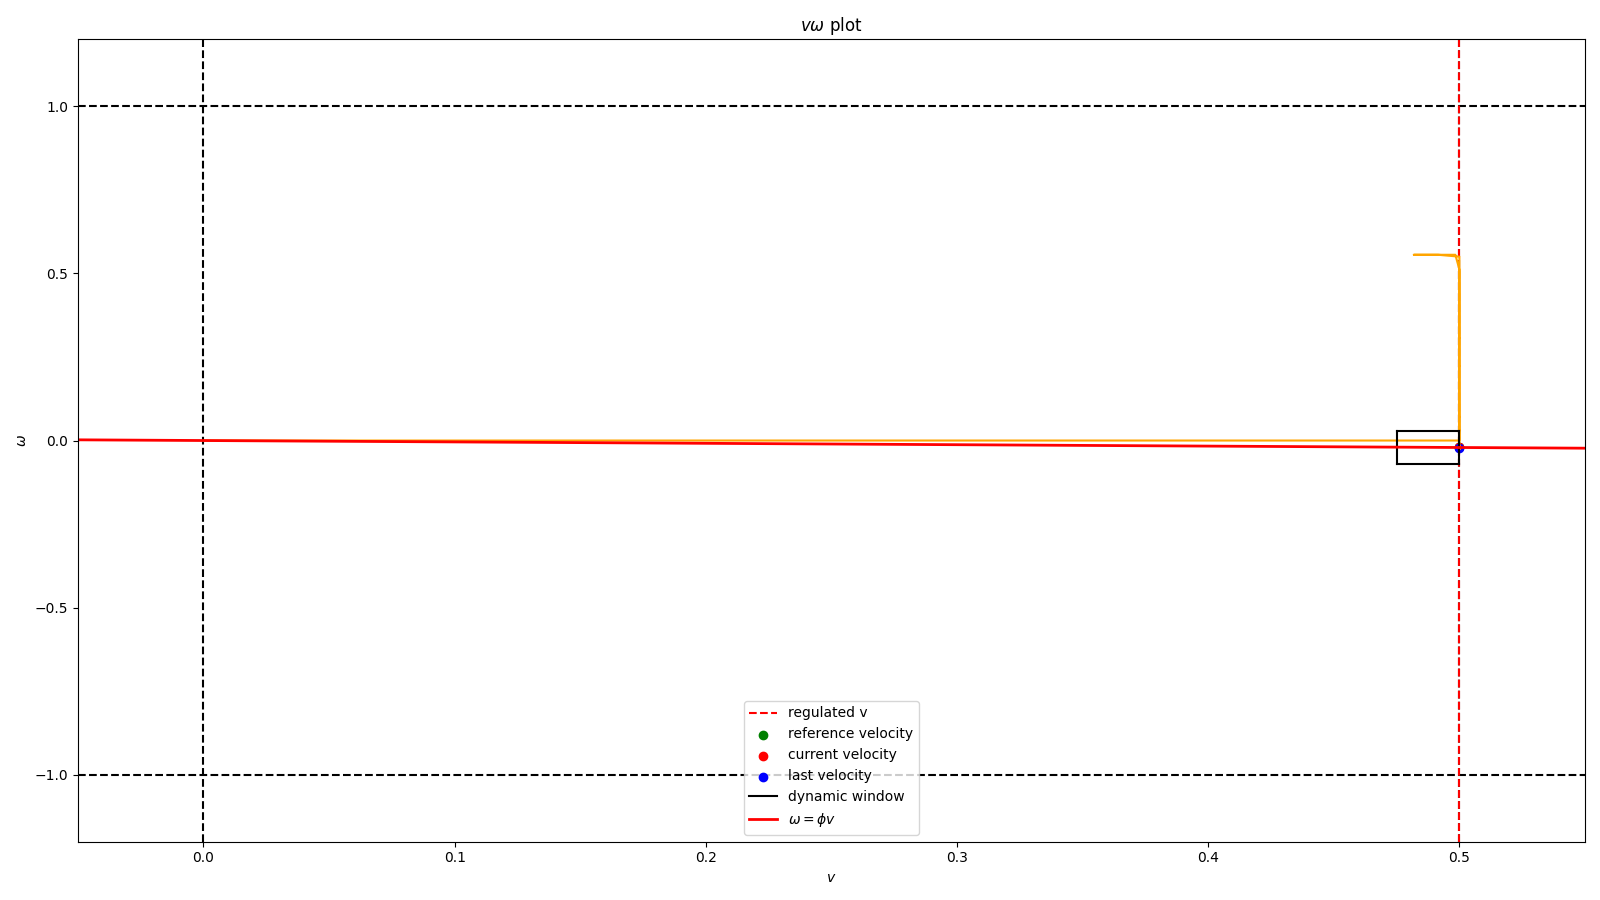 vω plot
1.0
0.5
0.0
−0.5
−1.0
ω
regulated v
reference velocity
current velocity
last velocity
dynamic window
ω = ϕv
0.0 0.1 0.2 0.3 0.4 0.5
v